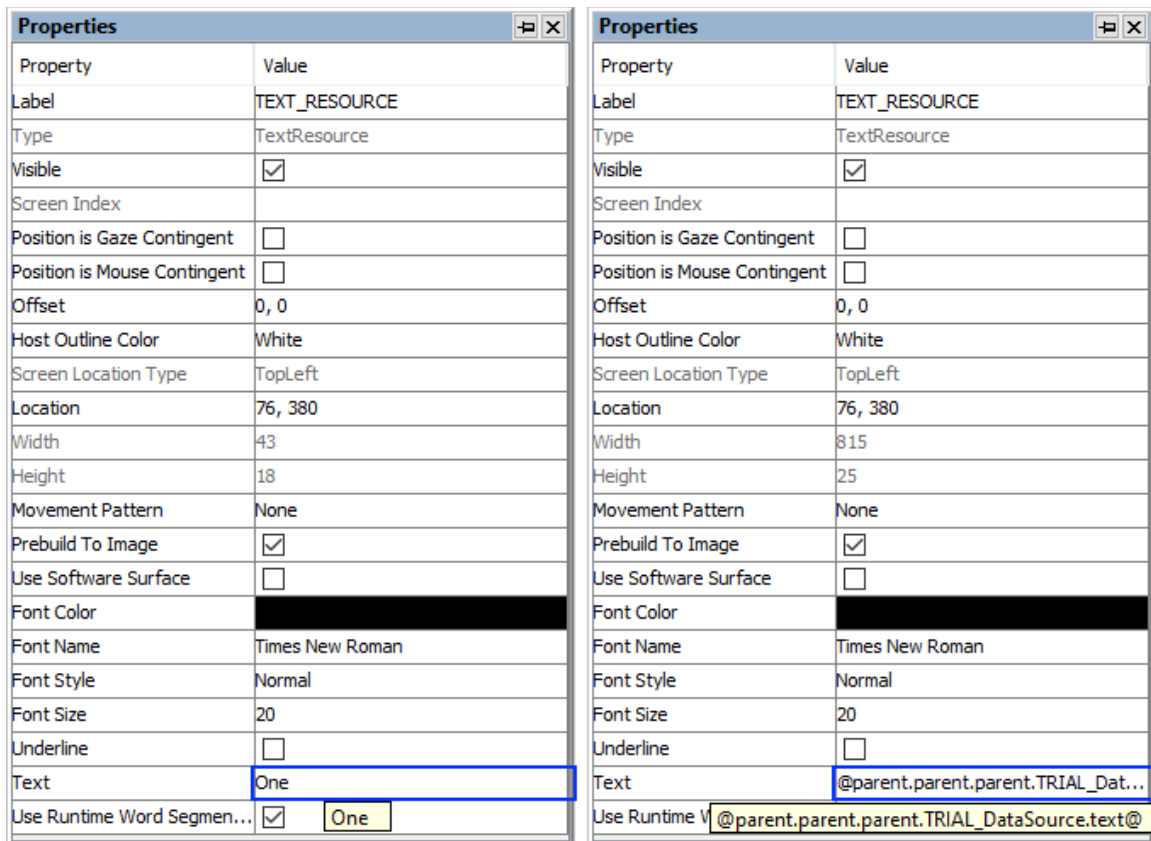 Properties
Property Value
Label TEXT_RESOURCE
Type TextResource
Visible
Screen Index
Position is Gaze Contingent
Position is Mouse Contingent
Offset 0, 0
Host Outline Color White
Screen Location Type TopLeft
Location 76, 380
Width 43
Height 18
Movement Pattern None
Prebuild To Image
Use Software Surface
Font Color
Font Name Times New Roman
Font Style Normal
Font Size 20
Underline
Text One
Use Runtime Word Segmen...
One
Properties
Property Value
Label TEXT_RESOURCE
Type TextResource
Visible
Screen Index
Position is Gaze Contingent
Position is Mouse Contingent
Offset 0, 0
Host Outline Color White
Screen Location Type TopLeft
Location 76, 380
Width 815
Height 25
Movement Pattern None
Prebuild To Image
Use Software Surface
Font Color
Font Name Times New Roman
Font Style Normal
Font Size 20
Underline
Text @parent.parent.parent.TRIAL_Dat...
Use Runtime
@parent.parent.parent.TRIAL_DataSource.text@